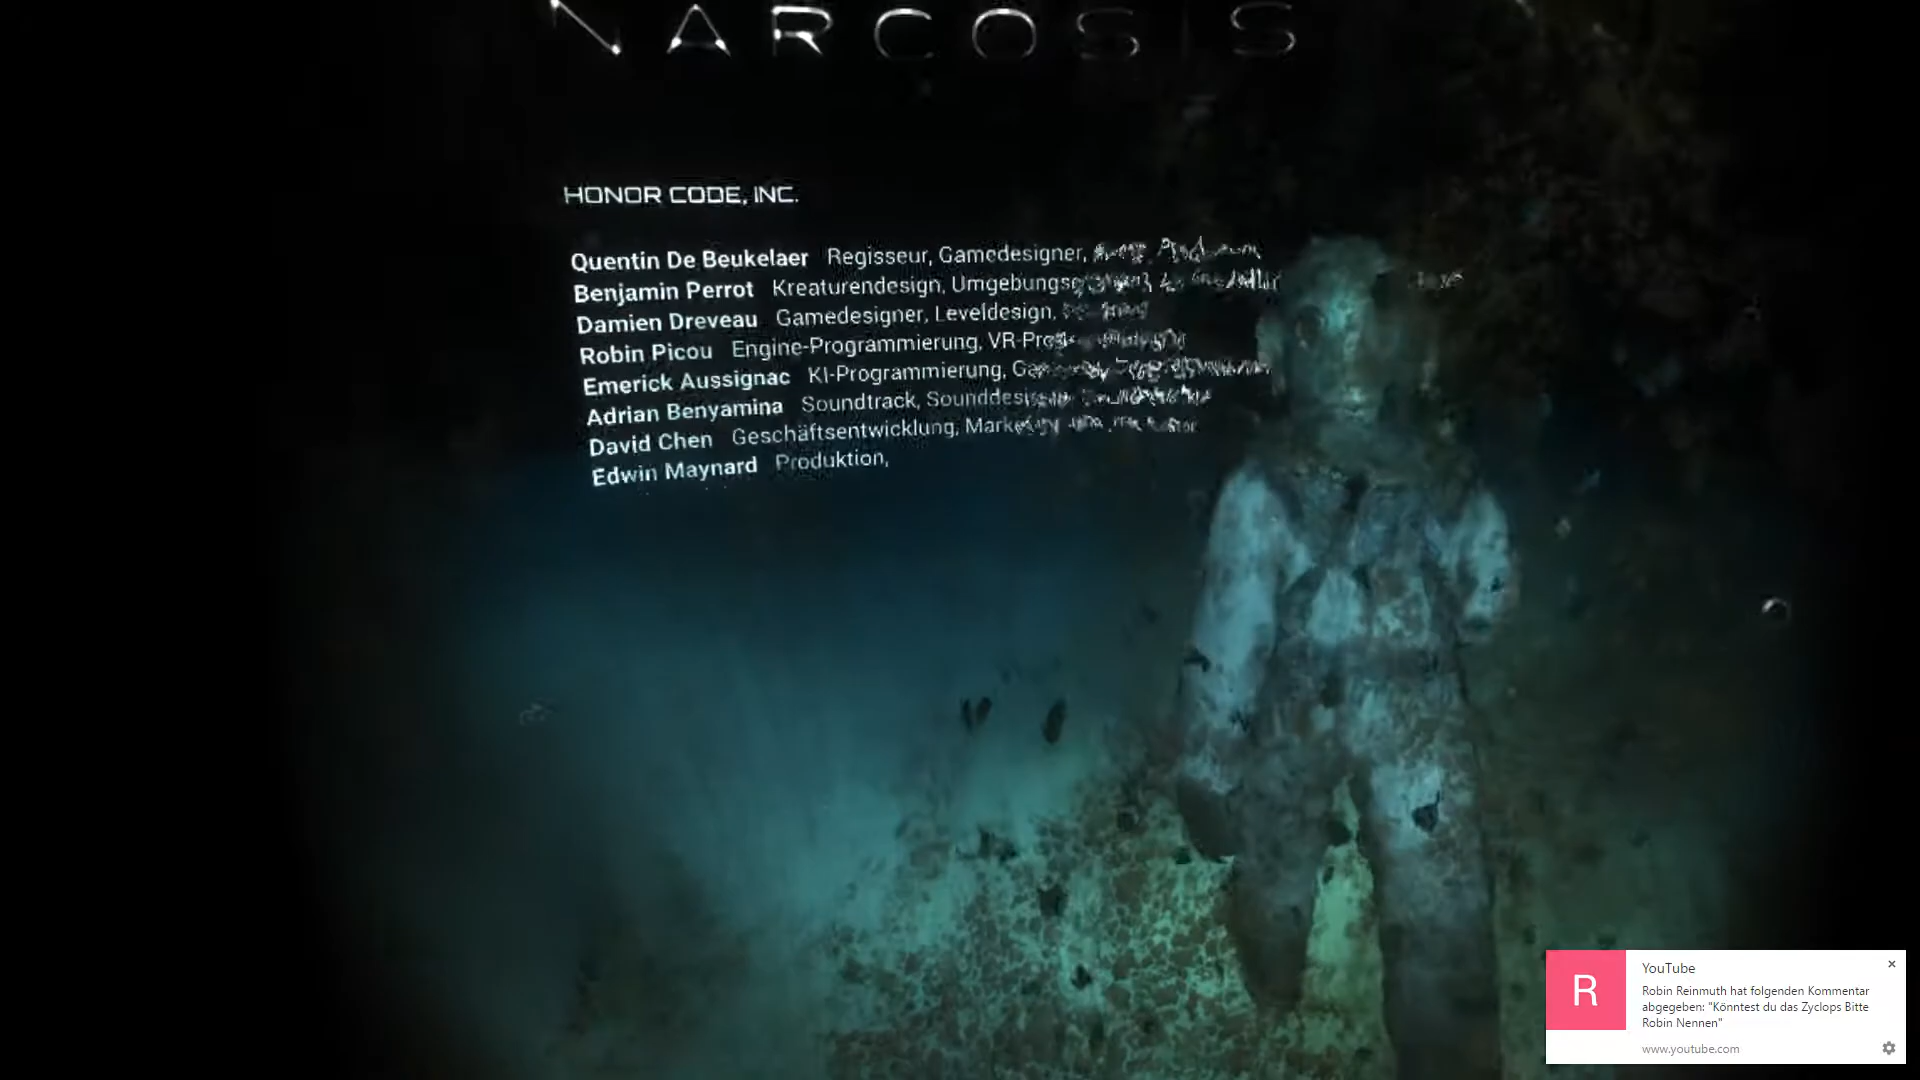 NARCOSIS
HONOR CODE, INC.
Quentin De Beukelaer Regisseur, Gamedesigner,
Benjamin Perrot Kreaturendesign,
Damien Dreveau Gamedesigner, Leveldesign,
Robin Picou Engine-Programmierung,
Emerick Aussignac KI-Programmierung,
Adrian Benyamina Soundtrack,
David Chen Geschäftsentwicklung,
Edwin Maynard Produktion,
R
YouTube
Robin Reinmuth hat folgenden Kommentar
abgegeben: "Könntest du das Zyclops Bitte
Robin Nennen"
www.youtube.com